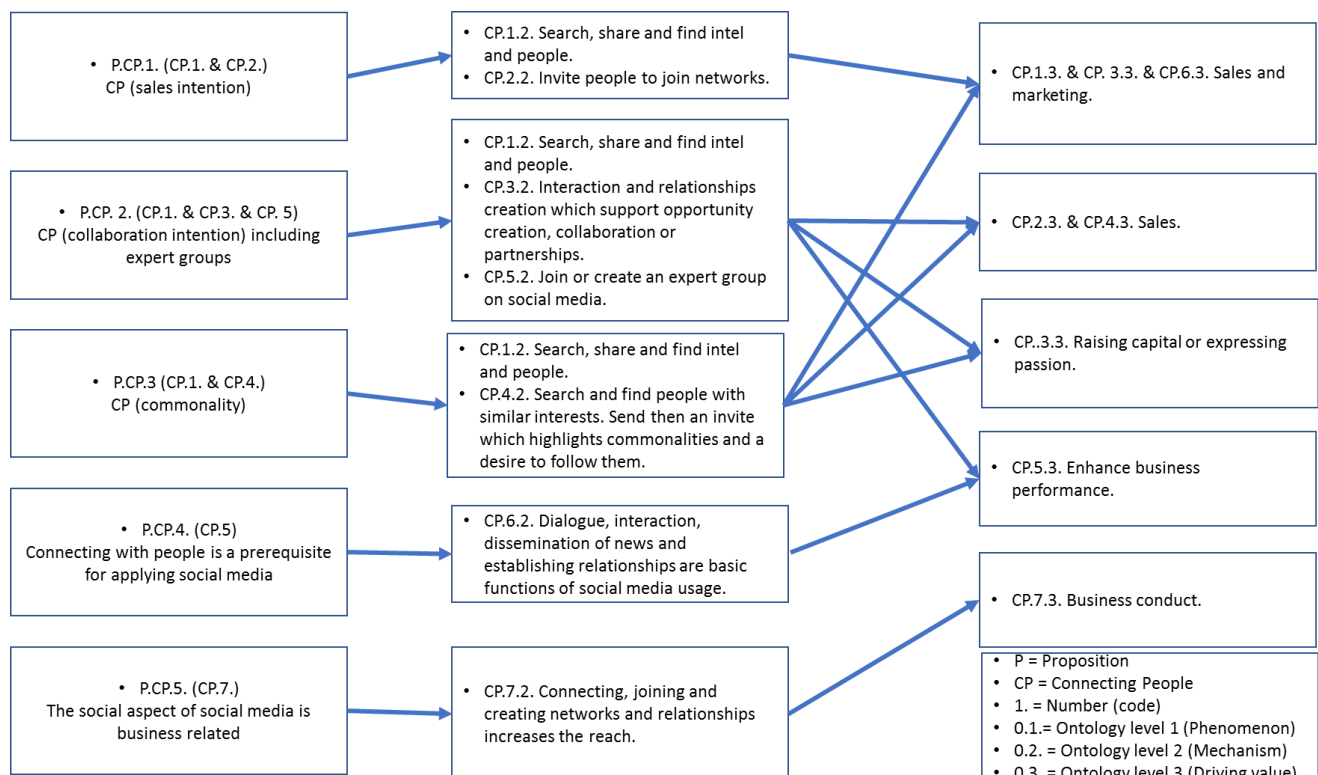 • P.CP.1. (CP.1. & CP.2.)
CP (sales intention)
• P.CP. 2. (CP.1. & CP.3. & CP. 5)
CP (collaboration intention) including
expert groups
• P.CP.3 (CP.1. & CP.4.)
CP (commonality)
• P.CP.4. (CP.5)
Connecting with people is a prerequisite
for applying social media
• P.CP.5. (CP.7.)
The social aspect of social media is
business related
• CP.1.2. Search, share and find intel
and people.
• CP.2.2. Invite people to join networks.
• CP.1.2. Search, share and find intel
and people.
• CP.3.2. Interaction and relationships
creation which support opportunity
creation, collaboration or
partnerships.
• CP.5.2. Join or create an expert group
on social media.
• CP.1.2. Search, share and find intel
and people.
• CP.4.2. Search and find people with
similar interests. Send then an invite
which highlights commonalities and a
desire to follow them.
• CP.6.2. Dialogue, interaction,
dissemination of news and
establishing relationships are basic
functions of social media usage.
• CP.7.2. Connecting, joining and
creating networks and relationships
increases the reach.
• CP.1.3. & CP. 3.3. & CP.6.3. Sales and
marketing.
• CP.2.3. & CP.4.3. Sales.
• CP..3.3. Raising capital or expressing
passion.
• CP.5.3. Enhance business
performance.
• CP.7.3. Business conduct.
• P = Proposition
• CP = Connecting People
• 1. = Number (code)
• 0.1.= Ontology level 1 (Phenomenon)
• 0.2. = Ontology level 2 (Mechanism)
• 0.3. = Ontology level 3 (Driving value)